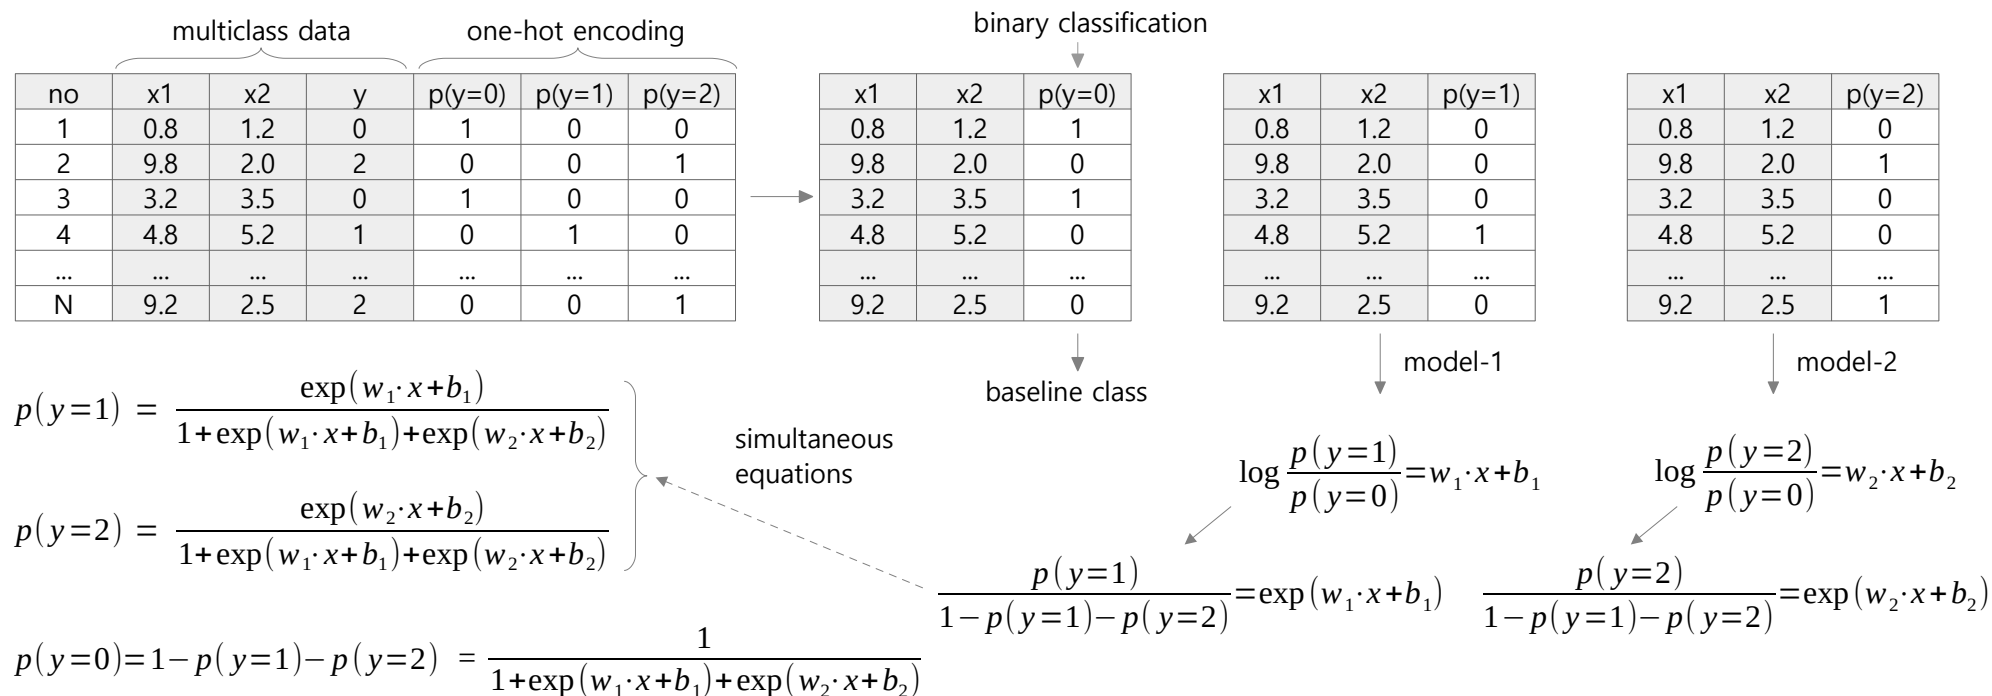 multiclass data one-hot encoding binary classification
no x1 x2 y p(y=0) p(y=1) p(y=2)
1 0.8 1.2 0 1 0 0
2 9.8 2.0 2 0 0 1
3 3.2 3.5 0 1 0 0
4 4.8 5.2 1 0 1 0
... ... ... ... ... ... ...
N 9.2 2.5 2 0 0 1
x1 x2 p(y=0)
0.8 1.2 1
9.8 2.0 0
3.2 3.5 1
4.8 5.2 0
... ... ...
9.2 2.5 0
x1 x2 p(y=1)
0.8 1.2 0
9.8 2.0 0
3.2 3.5 0
4.8 5.2 1
... ... ...
9.2 2.5 0
x1 x2 p(y=2)
0.8 1.2 0
9.8 2.0 1
3.2 3.5 0
4.8 5.2 0
... ... ...
9.2 2.5 1
baseline class
model-1
model-2
p(y=1) = exp(w₁·x+b₁) / 1+exp(w₁·x+b₁)+exp(w₂·x+b₂)
p(y=2) = exp(w₂·x+b₂) / 1+exp(w₁·x+b₁)+exp(w₂·x+b₂)
simultaneous
equations
log p(y=1) / p(y=0) = w₁·x+b₁
log p(y=2) / p(y=0) = w₂·x+b₂
p(y=1) / 1−p(y=1)−p(y=2) = exp(w₁·x+b₁)
p(y=2) / 1−p(y=1)−p(y=2) = exp(w₂·x+b₂)
p(y=0)=1−p(y=1)−p(y=2) = 1 / 1+exp(w₁·x+b₁)+exp(w₂·x+b₂)